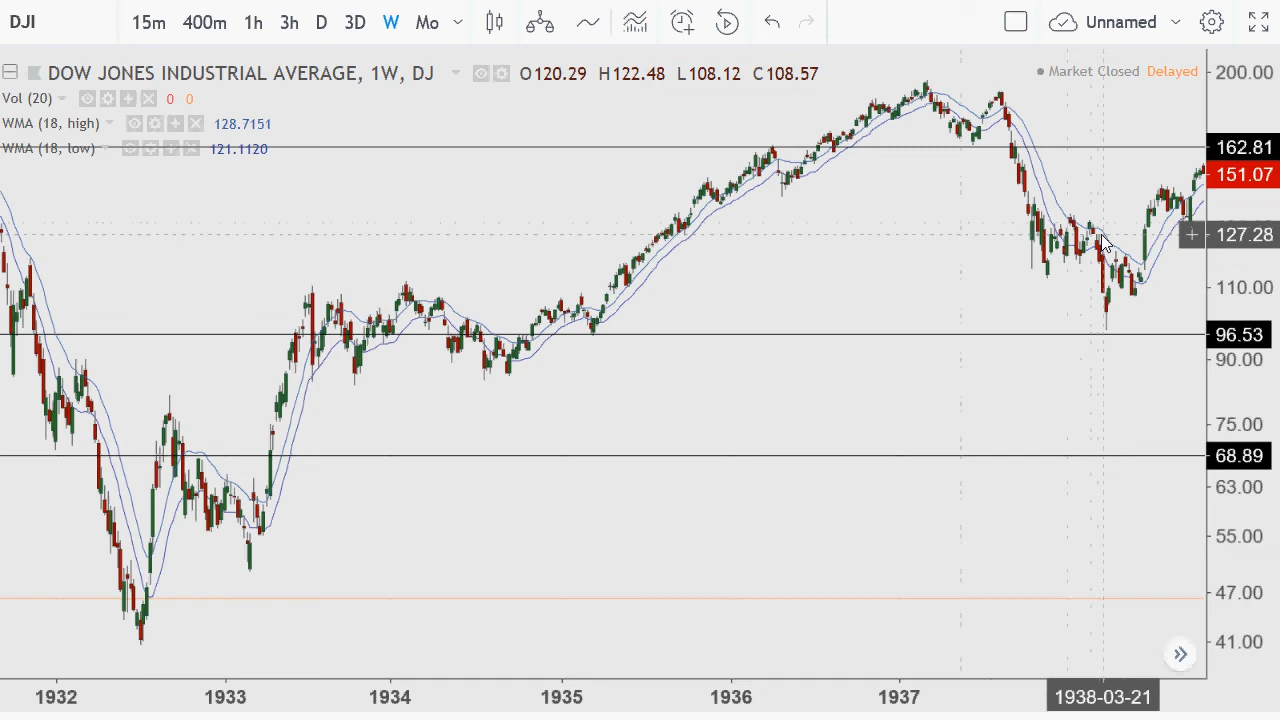 DJI 15m 400m 1h 3h D 3D W Mo Unnamed
DOW JONES INDUSTRIAL AVERAGE, 1W, DJ O120.29 H122.48 L108.12 C108.57 Market Closed Delayed
Vol (20) 0 0
WMA (18, high) 128.7151
WMA (18, low) 121.1120
200.00
162.81
151.07
127.28
110.00
96.53
90.00
75.00
68.89
63.00
55.00
47.00
41.00
1932 1933 1934 1935 1936 1937 1938-03-21